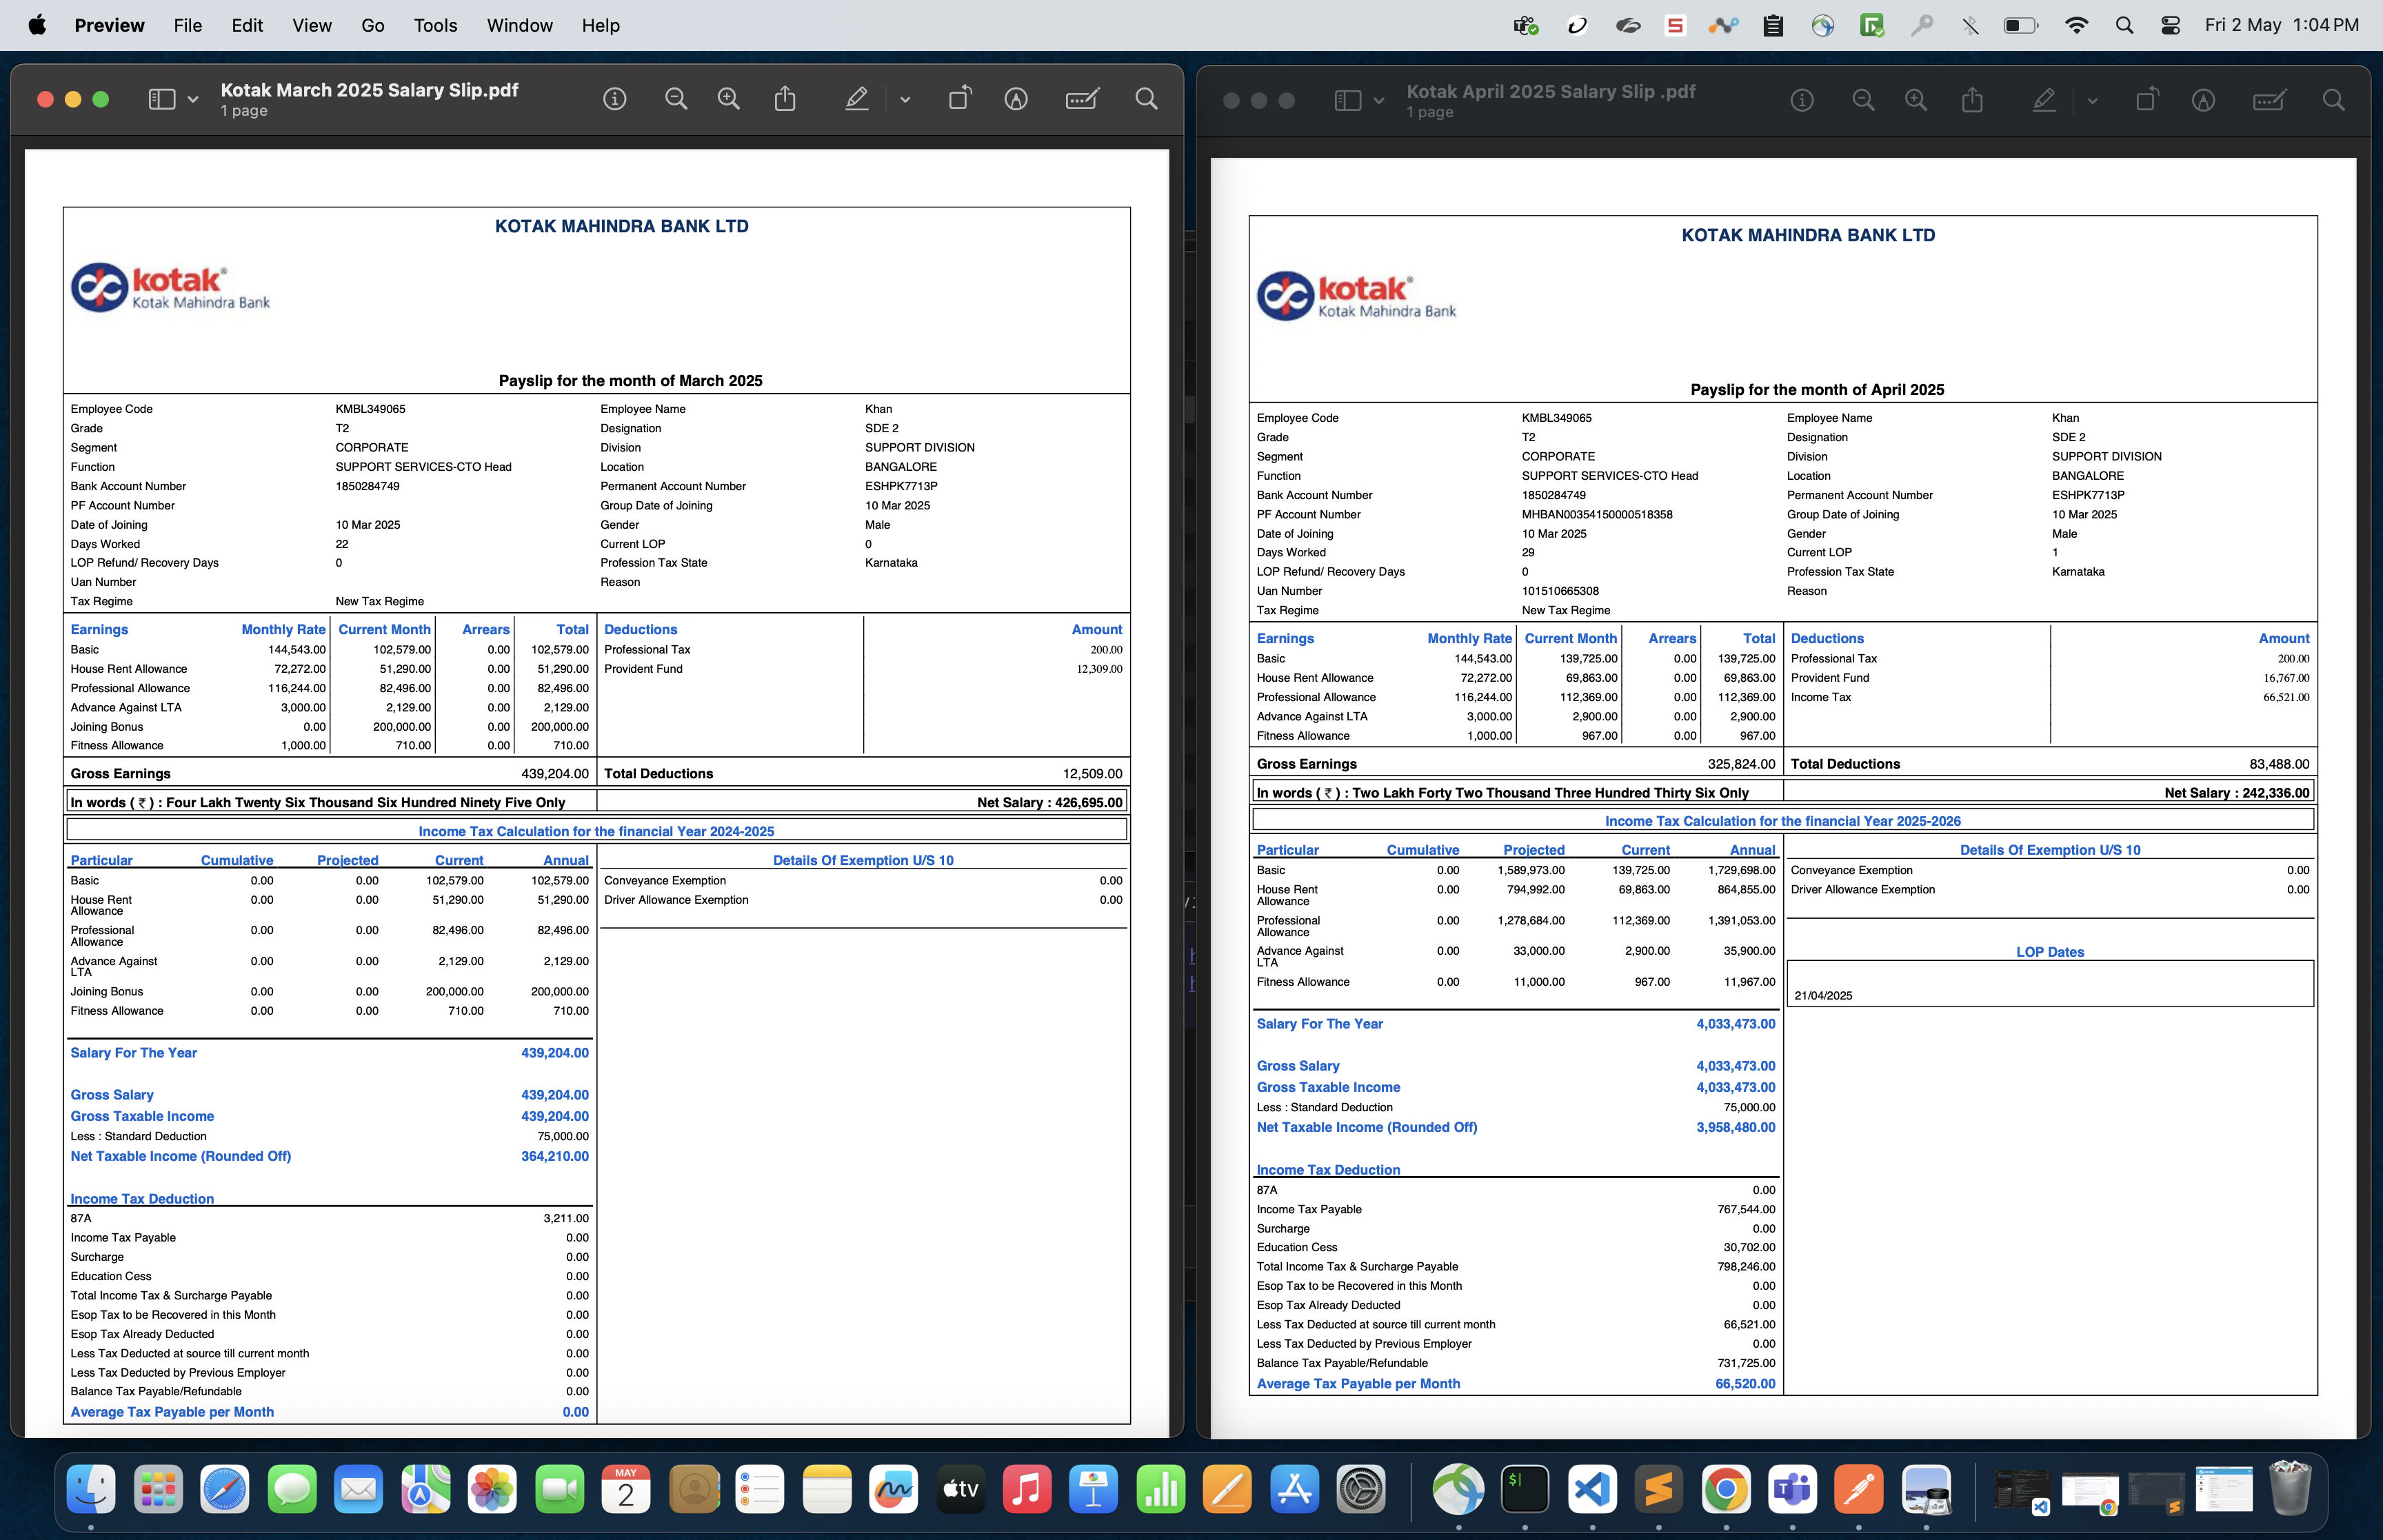 Preview File Edit View Go Tools Window Help Fri 2 May 1:04 PM
Kotak March 2025 Salary Slip.pdf
1 page
KOTAK MAHINDRA BANK LTD
kotak®
Kotak Mahindra Bank
Payslip for the month of March 2025
Employee Code KMBL349065 Employee Name Khan
Grade T2 Designation SDE 2
Segment CORPORATE Division SUPPORT DIVISION
Function SUPPORT SERVICES-CTO Head Location BANGALORE
Bank Account Number 1850284749 Permanent Account Number ESHPK7713P
PF Account Number Group Date of Joining 10 Mar 2025
Date of Joining 10 Mar 2025 Gender Male
Days Worked 22 Current LOP 0
LOP Refund/ Recovery Days 0 Profession Tax State Karnataka
Uan Number Reason
Tax Regime New Tax Regime
Earnings Monthly Rate Current Month Arrears Total Deductions Amount
Basic 144,543.00 102,579.00 0.00 102,579.00 Professional Tax 200.00
House Rent Allowance 72,272.00 51,290.00 0.00 51,290.00 Provident Fund 12,309.00
Professional Allowance 116,244.00 82,496.00 0.00 82,496.00
Advance Against LTA 3,000.00 2,129.00 0.00 2,129.00
Joining Bonus 0.00 200,000.00 0.00 200,000.00
Fitness Allowance 1,000.00 710.00 0.00 710.00
Gross Earnings 439,204.00 Total Deductions 12,509.00
In words ( ₹ ) : Four Lakh Twenty Six Thousand Six Hundred Ninety Five Only Net Salary : 426,695.00
Income Tax Calculation for the financial Year 2024-2025
Particular Cumulative Projected Current Annual Details Of Exemption U/S 10
Basic 0.00 0.00 102,579.00 102,579.00 Conveyance Exemption 0.00
House Rent 0.00 0.00 51,290.00 51,290.00 Driver Allowance Exemption 0.00
Allowance
Professional 0.00 0.00 82,496.00 82,496.00
Allowance
Advance Against 0.00 0.00 2,129.00 2,129.00
LTA
Joining Bonus 0.00 0.00 200,000.00 200,000.00
Fitness Allowance 0.00 0.00 710.00 710.00
Salary For The Year 439,204.00
Gross Salary 439,204.00
Gross Taxable Income 439,204.00
Less : Standard Deduction 75,000.00
Net Taxable Income (Rounded Off) 364,210.00
Income Tax Deduction
87A 3,211.00
Income Tax Payable 0.00
Surcharge 0.00
Education Cess 0.00
Total Income Tax & Surcharge Payable 0.00
Esop Tax to be Recovered in this Month 0.00
Esop Tax Already Deducted 0.00
Less Tax Deducted at source till current month 0.00
Less Tax Deducted by Previous Employer 0.00
Balance Tax Payable/Refundable 0.00
Average Tax Payable per Month 0.00
Kotak April 2025 Salary Slip .pdf
1 page
KOTAK MAHINDRA BANK LTD
kotak®
Kotak Mahindra Bank
Payslip for the month of April 2025
Employee Code KMBL349065 Employee Name Khan
Grade T2 Designation SDE 2
Segment CORPORATE Division SUPPORT DIVISION
Function SUPPORT SERVICES-CTO Head Location BANGALORE
Bank Account Number 1850284749 Permanent Account Number ESHPK7713P
PF Account Number MHBAN00354150000518358 Group Date of Joining 10 Mar 2025
Date of Joining 10 Mar 2025 Gender Male
Days Worked 29 Current LOP 1
LOP Refund/ Recovery Days 0 Profession Tax State Karnataka
Uan Number 101510665308 Reason
Tax Regime New Tax Regime
Earnings Monthly Rate Current Month Arrears Total Deductions Amount
Basic 144,543.00 139,725.00 0.00 139,725.00 Professional Tax 200.00
House Rent Allowance 72,272.00 69,863.00 0.00 69,863.00 Provident Fund 16,767.00
Professional Allowance 116,244.00 112,369.00 0.00 112,369.00 Income Tax 66,521.00
Advance Against LTA 3,000.00 2,900.00 0.00 2,900.00
Fitness Allowance 1,000.00 967.00 0.00 967.00
Gross Earnings 325,824.00 Total Deductions 83,488.00
In words ( ₹ ) : Two Lakh Forty Two Thousand Three Hundred Thirty Six Only Net Salary : 242,336.00
Income Tax Calculation for the financial Year 2025-2026
Particular Cumulative Projected Current Annual Details Of Exemption U/S 10
Basic 0.00 1,589,973.00 139,725.00 1,729,698.00 Conveyance Exemption 0.00
House Rent 0.00 794,992.00 69,863.00 864,855.00 Driver Allowance Exemption 0.00
Allowance
Professional 0.00 1,278,684.00 112,369.00 1,391,053.00
Allowance
Advance Against 0.00 33,000.00 2,900.00 35,900.00 LOP Dates
LTA
Fitness Allowance 0.00 11,000.00 967.00 11,967.00
21/04/2025
Salary For The Year 4,033,473.00
Gross Salary 4,033,473.00
Gross Taxable Income 4,033,473.00
Less : Standard Deduction 75,000.00
Net Taxable Income (Rounded Off) 3,958,480.00
Income Tax Deduction
87A 0.00
Income Tax Payable 767,544.00
Surcharge 0.00
Education Cess 30,702.00
Total Income Tax & Surcharge Payable 798,246.00
Esop Tax to be Recovered in this Month 0.00
Esop Tax Already Deducted 0.00
Less Tax Deducted at source till current month 66,521.00
Less Tax Deducted by Previous Employer 0.00
Balance Tax Payable/Refundable 731,725.00
Average Tax Payable per Month 66,520.00
MAY
2
tv